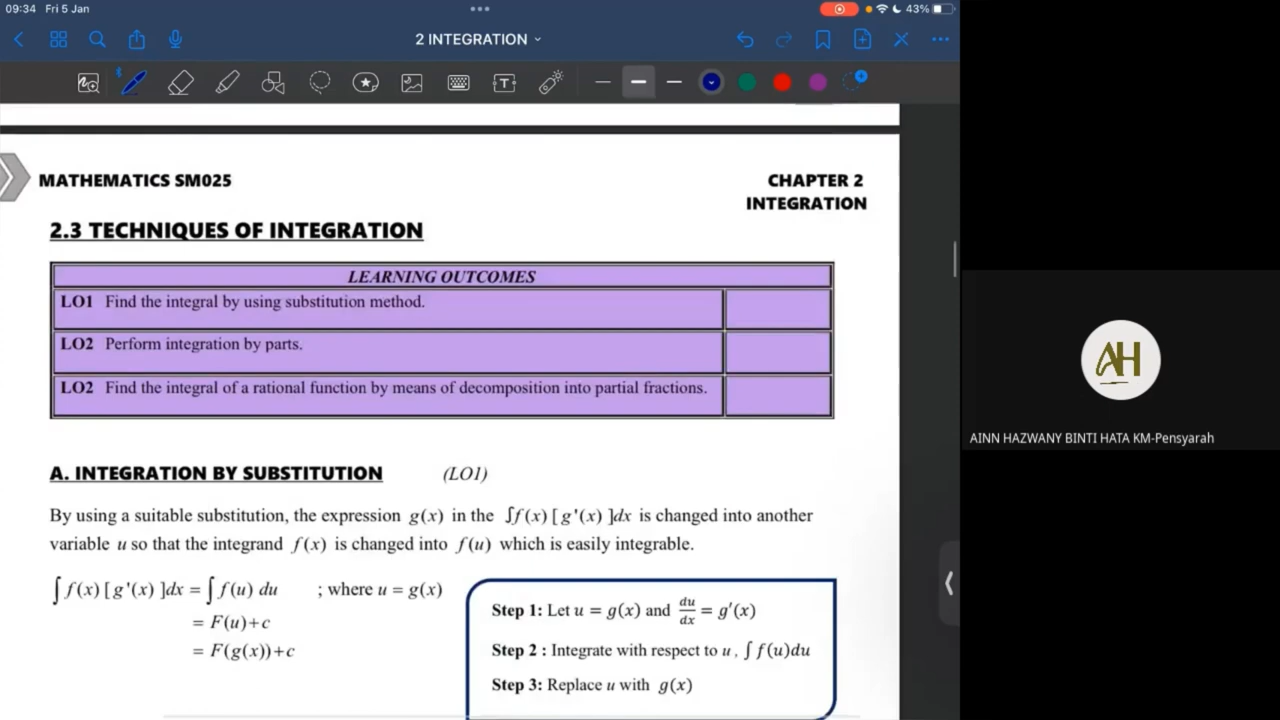 09:34 Fri 5 Jan
43%
2 INTEGRATION
MATHEMATICS SM025
CHAPTER 2
INTEGRATION
2.3 TECHNIQUES OF INTEGRATION
LEARNING OUTCOMES
LO1 Find the integral by using substitution method.
LO2 Perform integration by parts.
LO2 Find the integral of a rational function by means of decomposition into partial fractions.
A. INTEGRATION BY SUBSTITUTION (LO1)
By using a suitable substitution, the expression g(x) in the ∫f(x)[g'(x)]dx is changed into another
variable u so that the integrand f(x) is changed into f(u) which is easily integrable.
∫f(x)[g'(x)]dx = ∫f(u) du ; where u = g(x)
= F(u)+c
= F(g(x))+c
Step 1: Let u = g(x) and du/dx = g′(x)
Step 2 : Integrate with respect to u , ∫ f(u)du
Step 3: Replace u with g(x)
AH
AINN HAZWANY BINTI HATA KM-Pensyarah